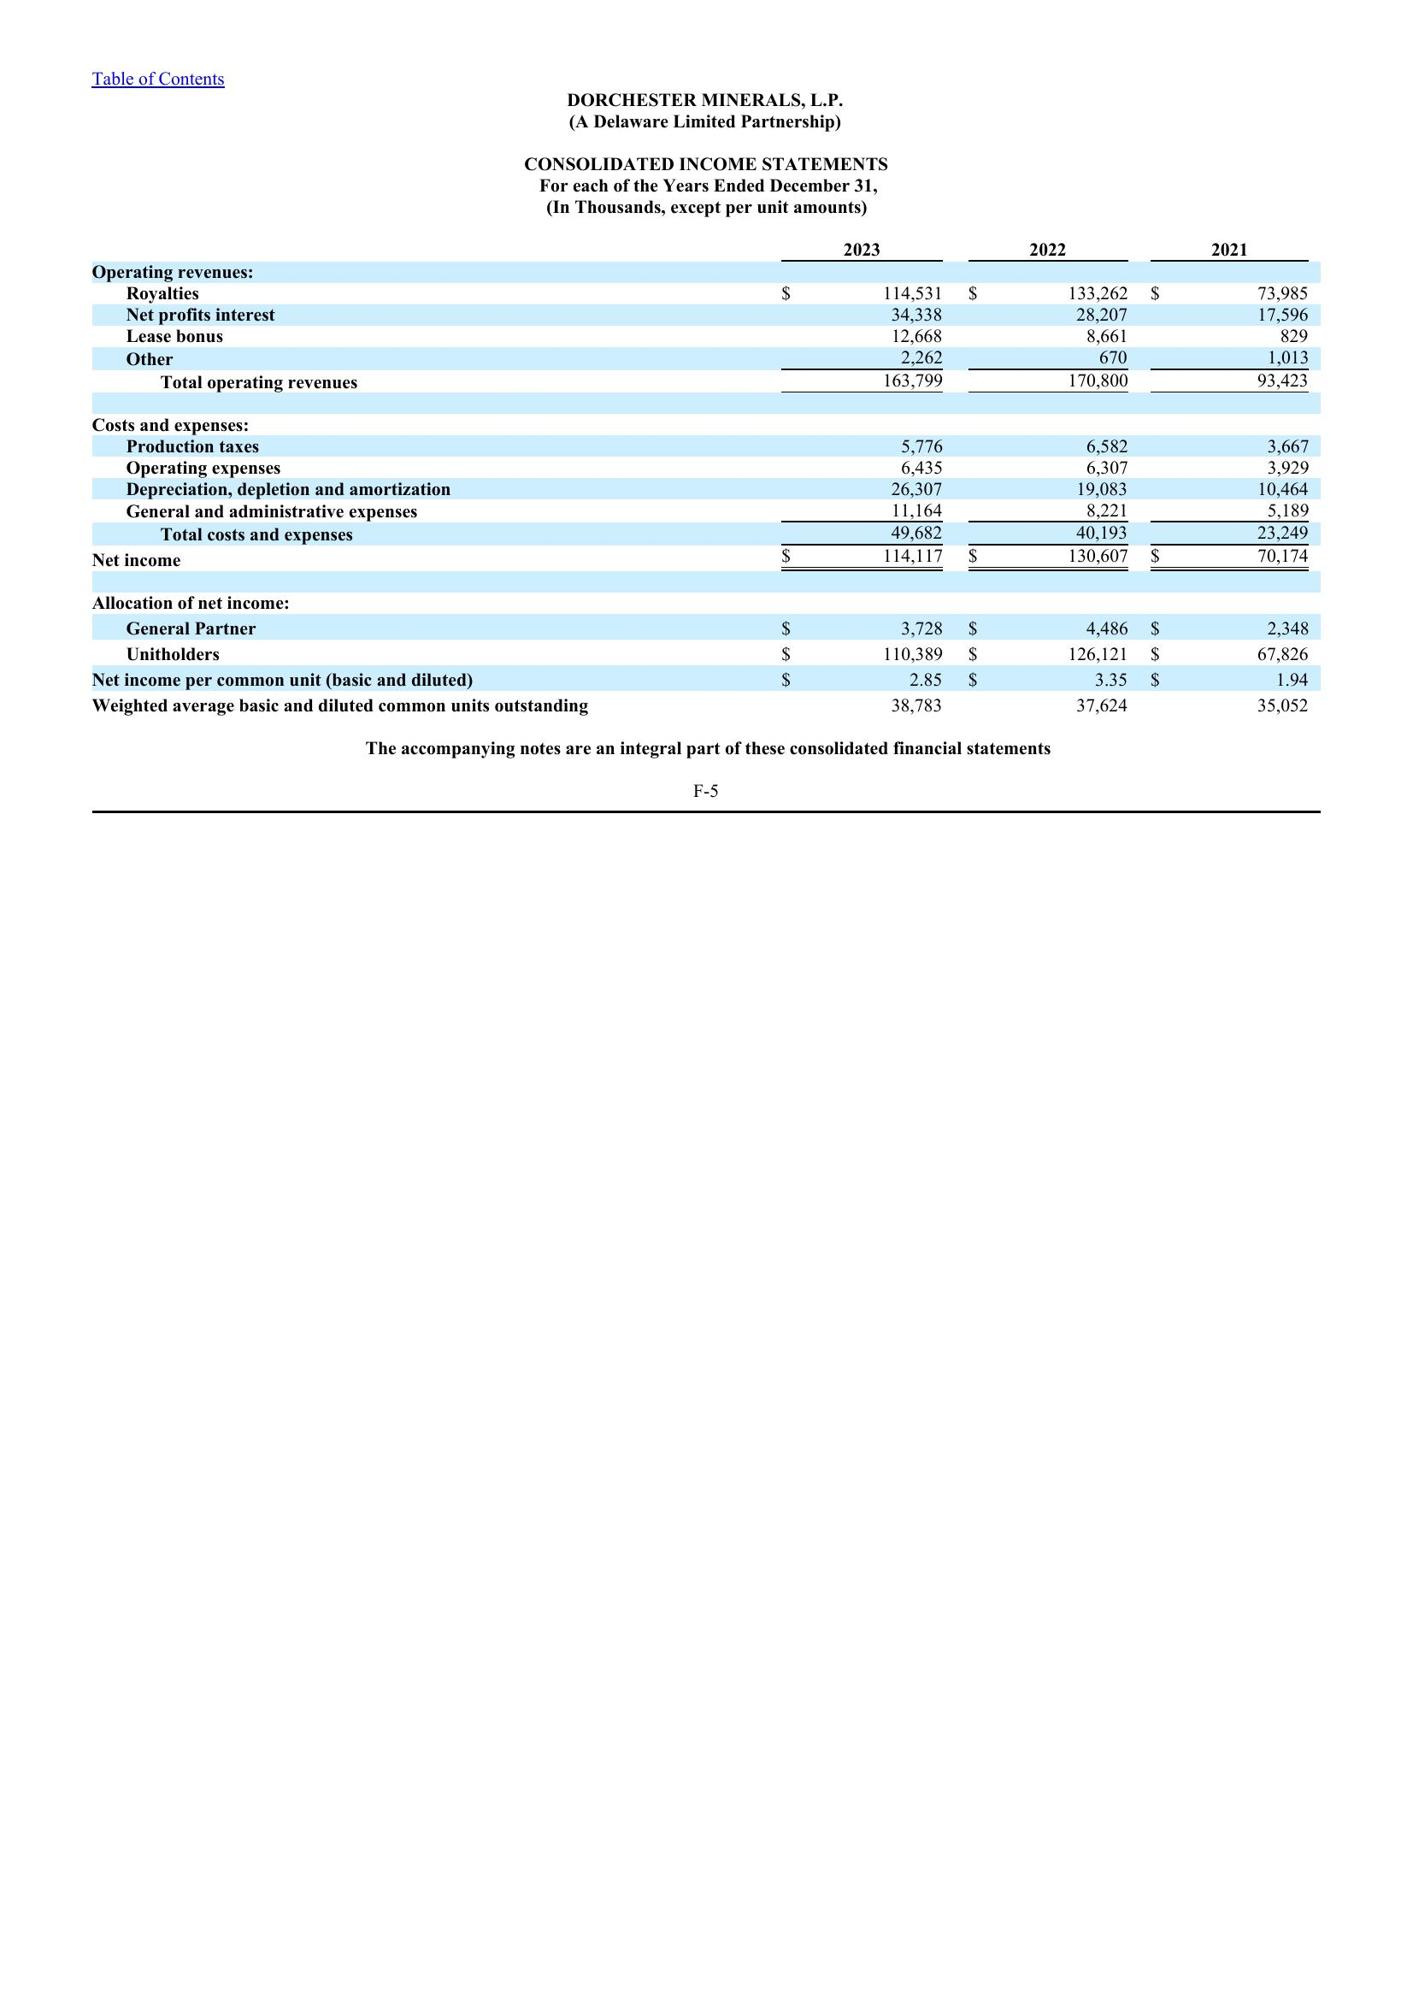 Table of Contents
DORCHESTER MINERALS, L.P.
(A Delaware Limited Partnership)
CONSOLIDATED INCOME STATEMENTS
For each of the Years Ended December 31,
(In Thousands, except per unit amounts)
2023 2022 2021
Operating revenues:
Royalties $ 114,531 $ 133,262 $ 73,985
Net profits interest 34,338 28,207 17,596
Lease bonus 12,668 8,661 829
Other 2,262 670 1,013
Total operating revenues 163,799 170,800 93,423
Costs and expenses:
Production taxes 5,776 6,582 3,667
Operating expenses 6,435 6,307 3,929
Depreciation, depletion and amortization 26,307 19,083 10,464
General and administrative expenses 11,164 8,221 5,189
Total costs and expenses 49,682 40,193 23,249
Net income $ 114,117 $ 130,607 $ 70,174
Allocation of net income:
General Partner $ 3,728 $ 4,486 $ 2,348
Unitholders $ 110,389 $ 126,121 $ 67,826
Net income per common unit (basic and diluted) $ 2.85 $ 3.35 $ 1.94
Weighted average basic and diluted common units outstanding 38,783 37,624 35,052
The accompanying notes are an integral part of these consolidated financial statements
F-5